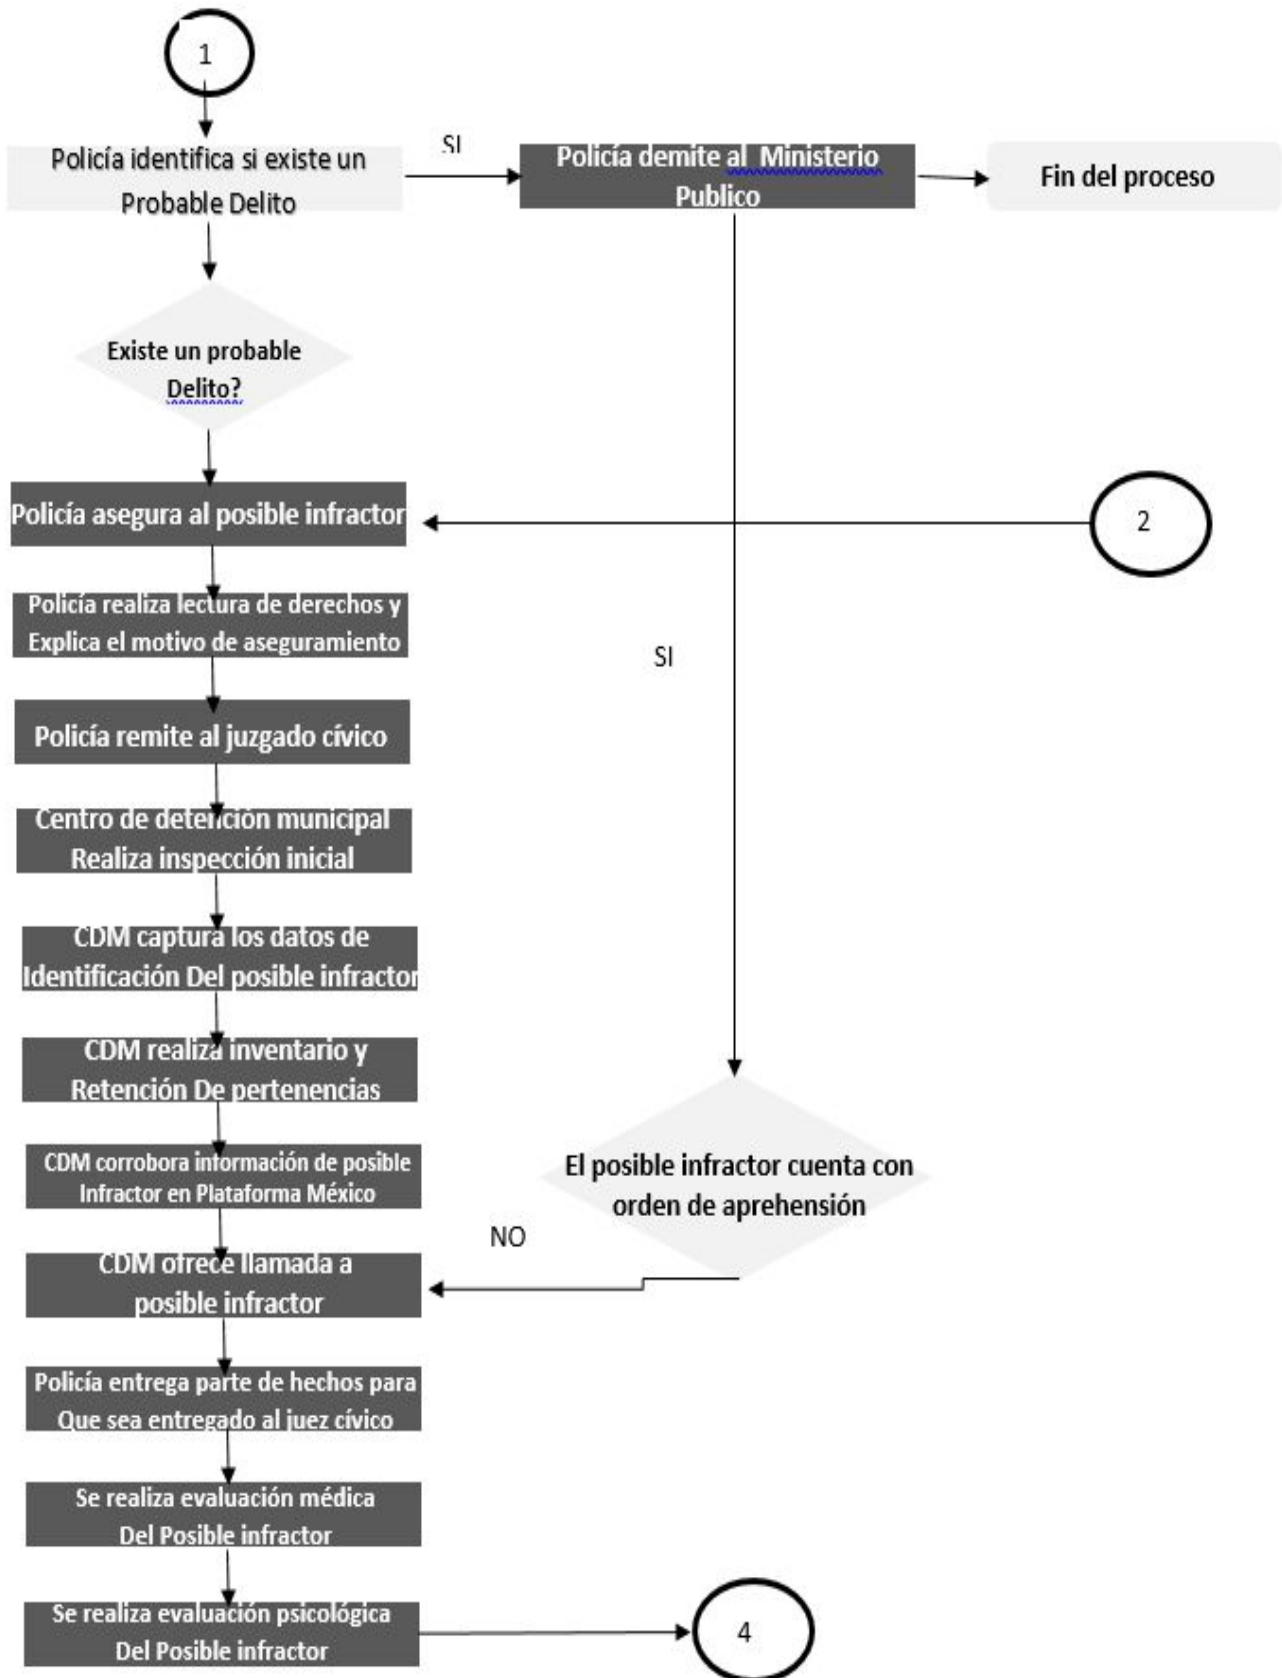 1
Policía identifica si existe un
Probable Delito
SI
Policía demite al Ministerio
Publico
Fin del proceso
Existe un probable
Delito?
Policía asegura al posible infractor
2
Policía realiza lectura de derechos y
Explica el motivo de aseguramiento
SI
Policía remite al juzgado cívico
Centro de detención municipal
Realiza inspección inicial
CDM captura los datos de
Identificación Del posible infractor
CDM realiza inventario y
Retención De pertenencias
CDM corrobora información de posible
Infractor en Plataforma México
El posible infractor cuenta con
orden de aprehensión
NO
CDM ofrece llamada a
posible infractor
Policía entrega parte de hechos para
Que sea entregado al juez cívico
Se realiza evaluación médica
Del Posible infractor
Se realiza evaluación psicológica
Del Posible infractor
4